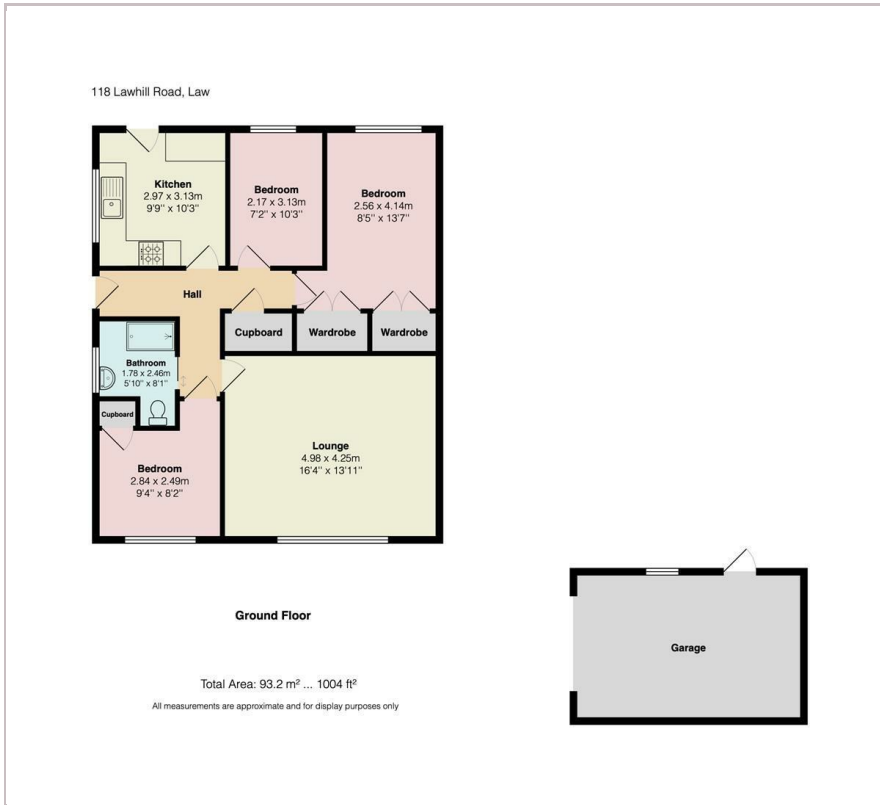 118 Lawhill Road, Law
Kitchen
2.97 x 3.13m
9'9'' x 10'3''
Bedroom
2.17 x 3.13m
7'2'' x 10'3''
Bedroom
2.56 x 4.14m
8'5'' x 13'7''
Hall
Cupboard
Wardrobe
Wardrobe
Bathroom
1.78 x 2.46m
5'10'' x 8'1''
Cupboard
Bedroom
2.84 x 2.49m
9'4'' x 8'2''
Lounge
4.98 x 4.25m
16'4'' x 13'11''
Garage
Ground Floor
Total Area: 93.2 m² ... 1004 ft²
All measurements are approximate and for display purposes only